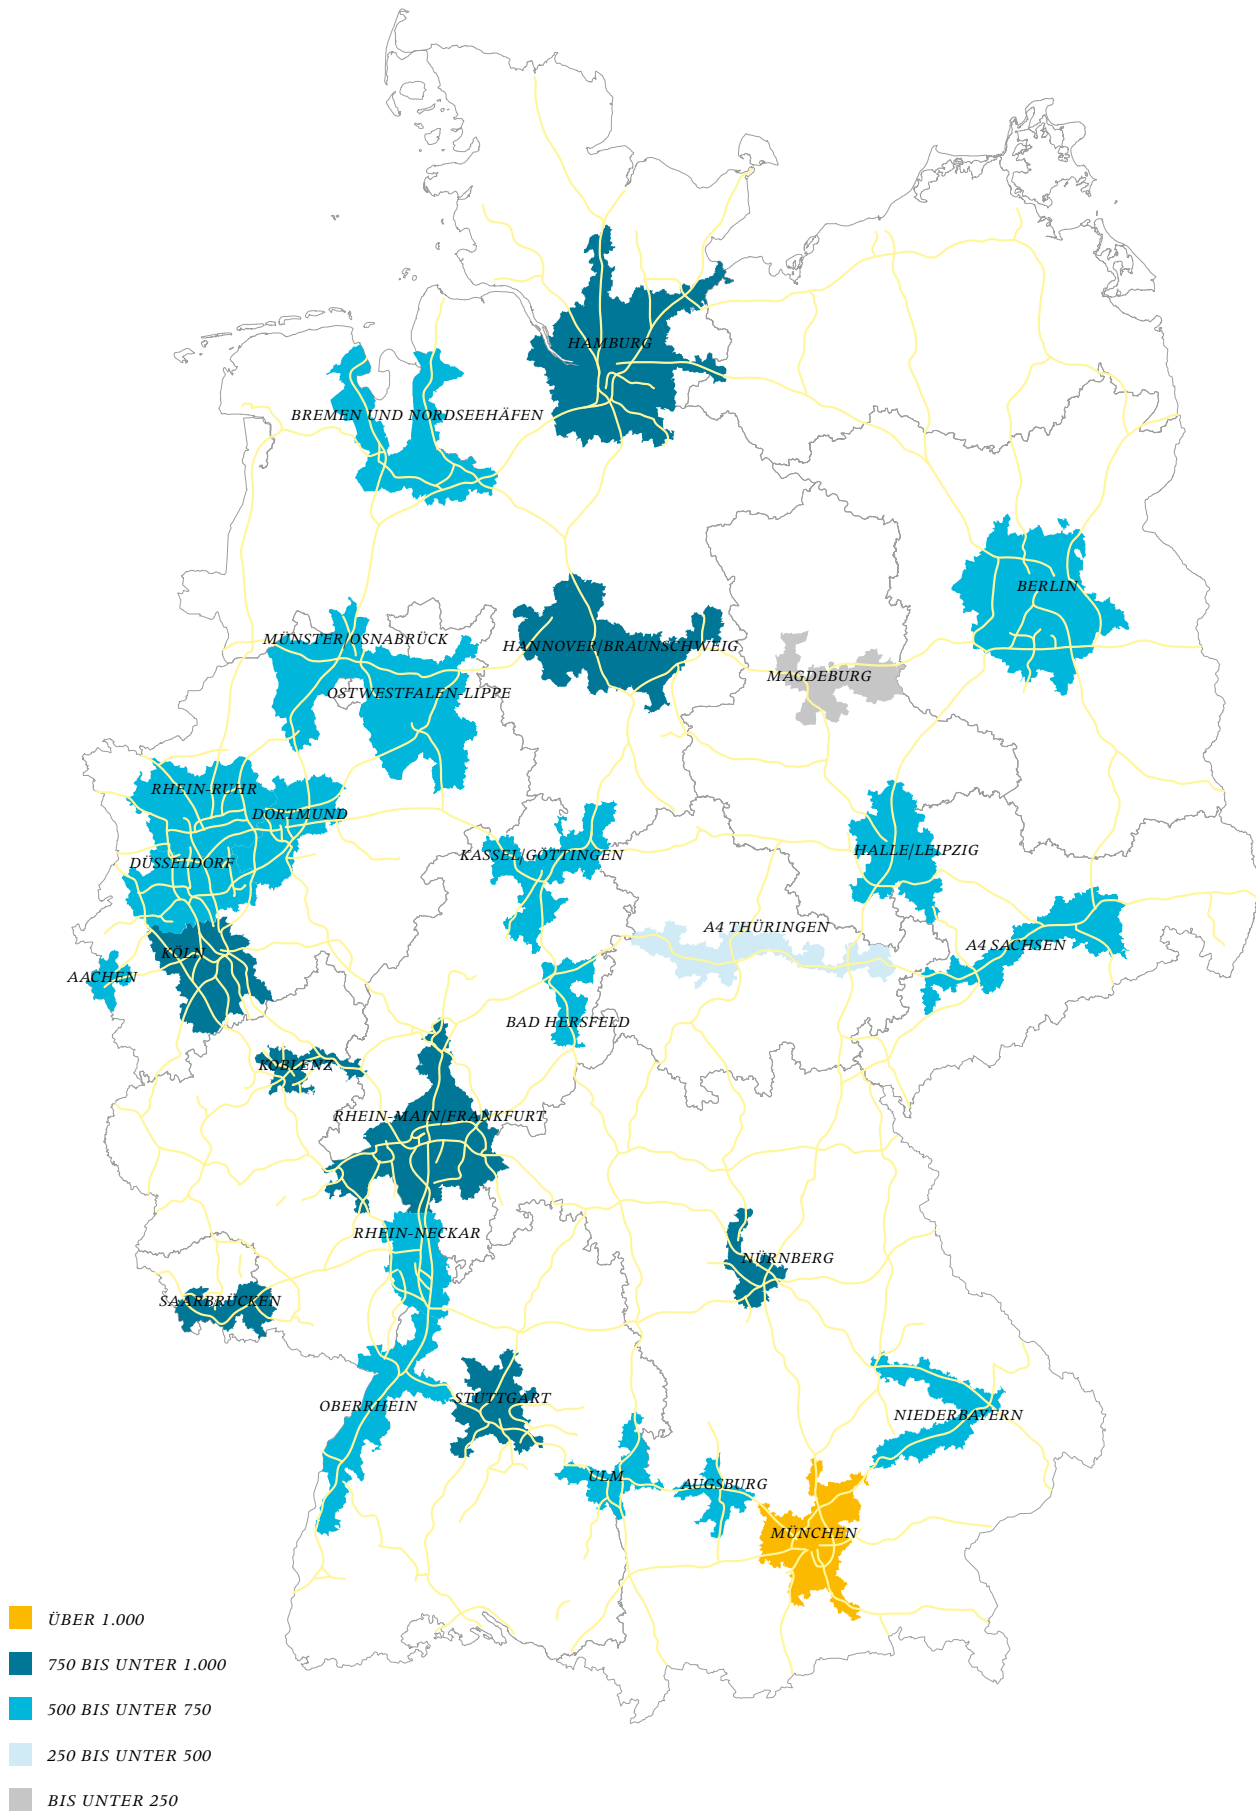 HAMBURG
BREMEN UND NORDSEEHÄFEN
BERLIN
MÜNSTER/OSNABRÜCK
HANNOVER/BRAUNSCHWEIG
MAGDEBURG
OSTWESTFALEN-LIPPE
RHEIN-RUHR
DORTMUND
HALLE/LEIPZIG
KASSEL/GÖTTINGEN
DÜSSELDORF
A4 THÜRINGEN
A4 SACHSEN
KÖLN
AACHEN
BAD HERSFELD
KOBLENZ
RHEIN-MAIN/FRANKFURT
RHEIN-NECKAR
NÜRNBERG
SAARBRÜCKEN
STUTTGART
OBERRHEIN
NIEDERBAYERN
ULM
AUGSBURG
MÜNCHEN
ÜBER 1.000
750 BIS UNTER 1.000
500 BIS UNTER 750
250 BIS UNTER 500
BIS UNTER 250